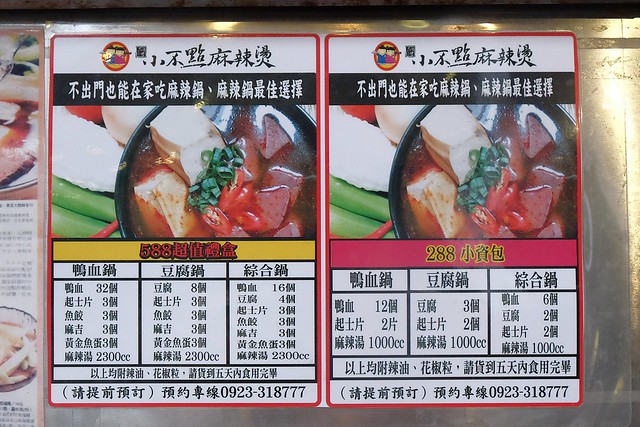 小不點麻辣燙
不出門也能在家吃麻辣鍋、麻辣鍋最佳選擇
588超值禮盒
鴨血鍋 豆腐鍋 綜合鍋
鴨血 32個 豆腐 8個 鴨血 16個
起士片 3個 起士片 3個 豆腐 4個
魚餃 3個 魚餃 3個 起士片 3個
麻吉 3個 麻吉 3個 魚餃 3個
黃金魚蛋3個 黃金魚蛋3個 麻吉 3個
麻辣湯 2300cc 麻辣湯 2300cc 黃金魚蛋3個
麻辣湯 2300cc
以上均附辣油、花椒粒，請貨到五天內食用完畢
（請提前預訂）預約專線0923-318777
小不點麻辣燙
不出門也能在家吃麻辣鍋、麻辣鍋最佳選擇
288 小資包
鴨血鍋 豆腐鍋 綜合鍋
鴨血 12個 豆腐 3個 鴨血 6個
起士片 2片 起士片 2個 豆腐 2個
麻辣湯 1000cc 麻辣湯 1000cc 起士片 2個
麻辣湯 1000cc
以上均附辣油、花椒粒，請貨到五天內食用完畢
（請提前預訂）預約專線0923-318777